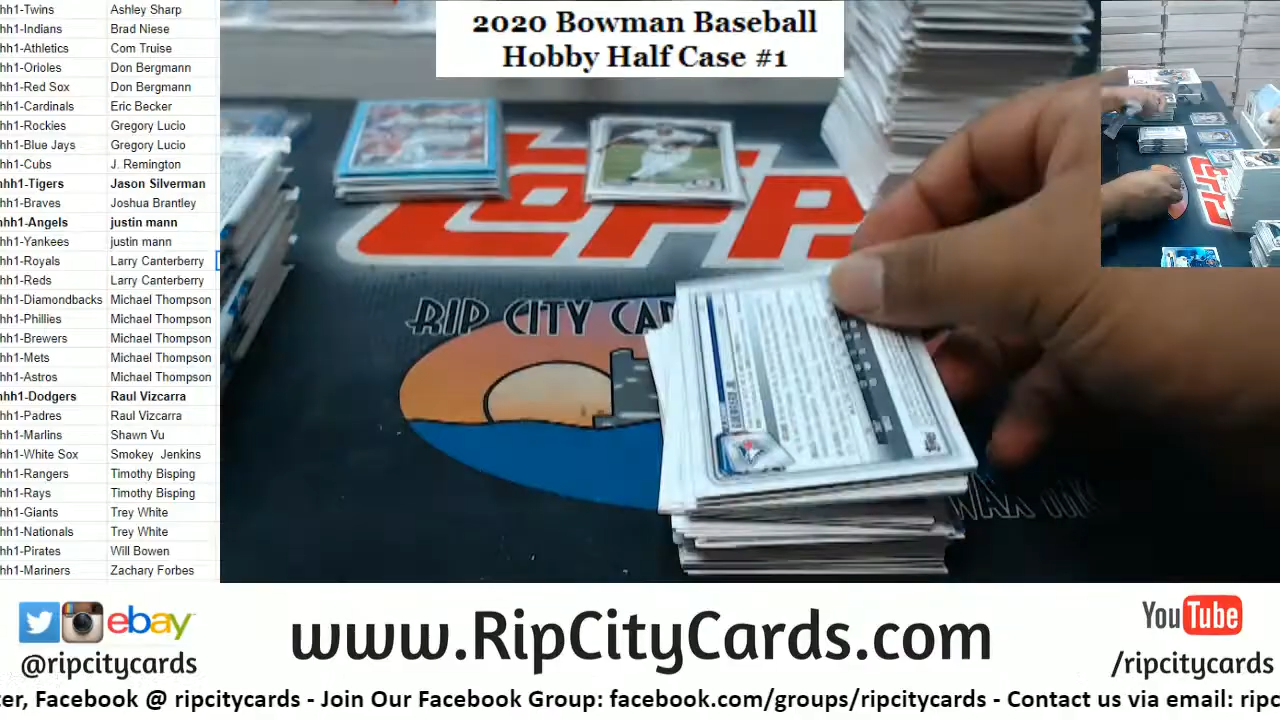 2020 Bowman Baseball
Hobby Half Case #1
hh1-Twins Ashley Sharp
hh1-Indians Brad Niese
hh1-Athletics Com Truise
hh1-Orioles Don Bergmann
hh1-Red Sox Don Bergmann
hh1-Cardinals Eric Becker
hh1-Rockies Gregory Lucio
hh1-Blue Jays Gregory Lucio
hh1-Cubs J. Remington
hh1-Tigers Jason Silverman
hh1-Braves Joshua Brantley
hh1-Angels justin mann
hh1-Yankees justin mann
hh1-Royals Larry Canterberry
hh1-Reds Larry Canterberry
hh1-Diamondbacks Michael Thompson
hh1-Phillies Michael Thompson
hh1-Brewers Michael Thompson
hh1-Mets Michael Thompson
hh1-Astros Michael Thompson
hh1-Dodgers Raul Vizcarra
hh1-Padres Raul Vizcarra
hh1-Marlins Shawn Vu
hh1-White Sox Smokey Jenkins
hh1-Rangers Timothy Bisping
hh1-Rays Timothy Bisping
hh1-Giants Trey White
hh1-Nationals Trey White
hh1-Pirates Will Bowen
hh1-Mariners Zachary Forbes
TOPP
RIP CITY CA
WAX
ebay
@ripcitycards
www.RipCityCards.com
YouTube
/ripcitycards
ter, Facebook @ ripcitycards - Join Our Facebook Group: facebook.com/groups/ripcitycards - Contact us via email: ripc